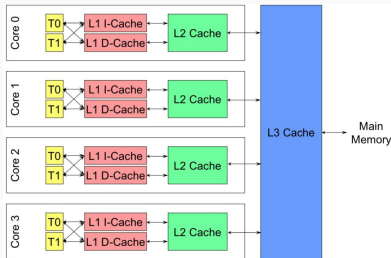 Core 0
T0
L1 I-Cache
T1
L1 D-Cache
L2 Cache
Core 1
T0
L1 I-Cache
T1
L1 D-Cache
L2 Cache
Core 2
T0
L1 I-Cache
T1
L1 D-Cache
L2 Cache
Core 3
T0
L1 I-Cache
T1
L1 D-Cache
L2 Cache
L3 Cache
Main
Memory